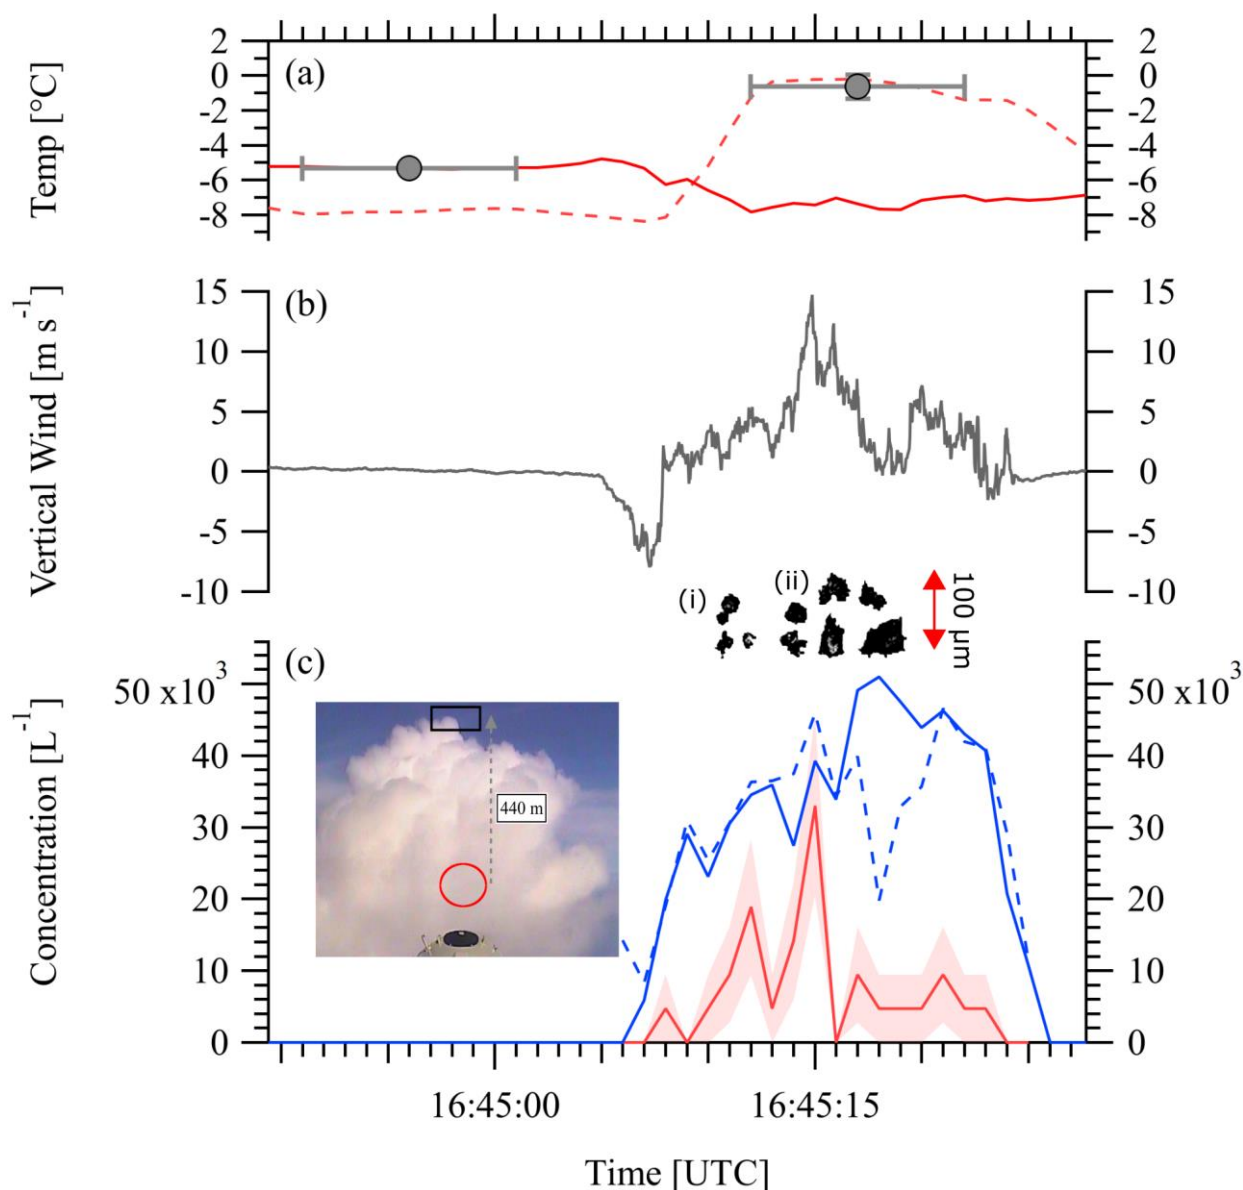 (a)
Temp [°C]
2
0
-2
-4
-6
-8
2
0
-2
-4
-6
-8
(b)
Vertical Wind [m s-1]
15
10
5
0
-5
-10
15
10
5
0
-5
-10
(i)
(ii)
100 µm
(c)
Concentration [L-1]
50 x10³
40
30
20
10
0
50 x10³
40
30
20
10
0
440 m
16:45:00
16:45:15
Time [UTC]